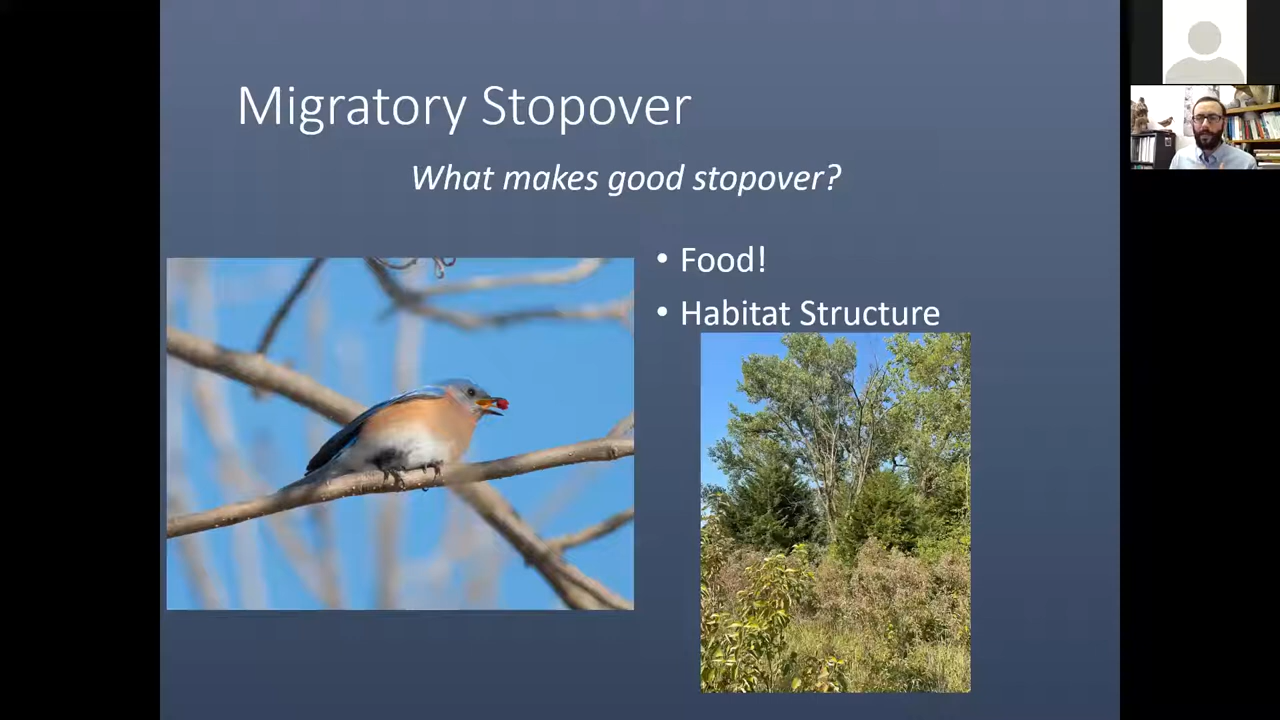 Migratory Stopover
What makes good stopover?
• Food!
• Habitat Structure